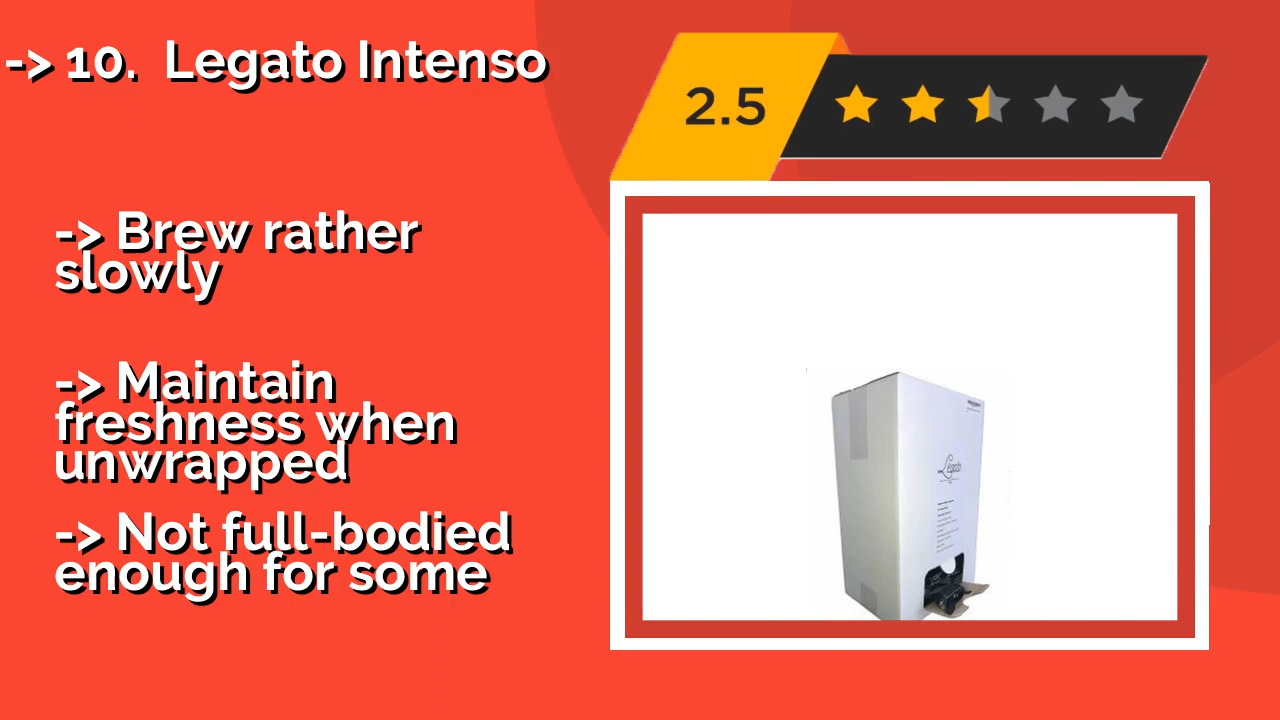 -> 10.  Legato Intenso
2.5
-> Brew rather
slowly
-> Maintain
freshness when
unwrapped
-> Not full-bodied
enough for some
Legato